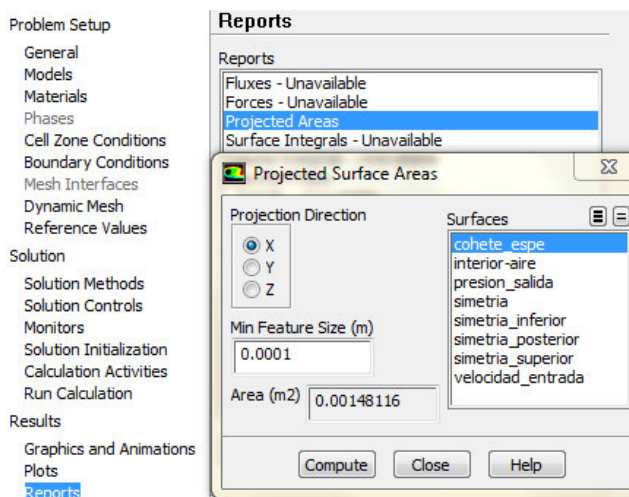 Problem Setup
General
Models
Materials
Phases
Cell Zone Conditions
Boundary Conditions
Mesh Interfaces
Dynamic Mesh
Reference Values
Solution
Solution Methods
Solution Controls
Monitors
Solution Initialization
Calculation Activities
Run Calculation
Results
Graphics and Animations
Plots
Reports
Reports
Reports
Fluxes - Unavailable
Forces - Unavailable
Projected Areas
Surface Integrals - Unavailable
Projected Surface Areas
Projection Direction
X
Y
Z
Min Feature Size (m)
0.0001
Area (m2) 0.00148116
Surfaces
cohete_espe
interior-aire
presion_salida
simetria
simetria_inferior
simetria_posterior
simetria_superior
velocidad_entrada
Compute Close Help